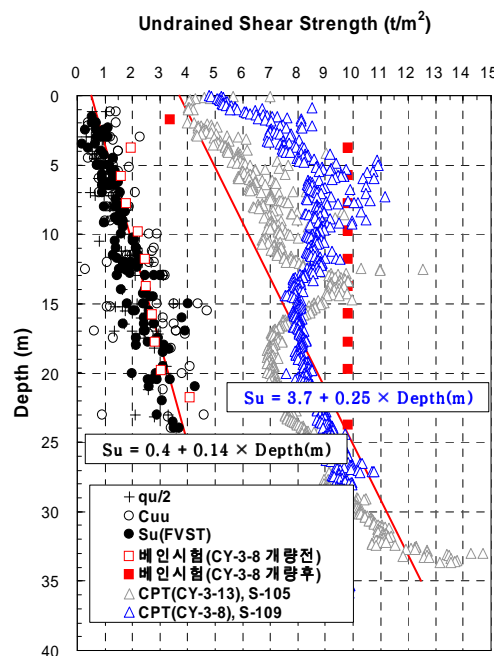 Undrained Shear Strength (t/m²)
0 1 2 3 4 5 6 7 8 9 10 11 12 13 14 15
0
5
10
15
20
25
30
35
40
Depth (m)
Su = 3.7 + 0.25 × Depth(m)
Su = 0.4 + 0.14 × Depth(m)
qu/2
Cuu
Su(FVST)
베인시험(CY-3-8 개량전)
베인시험(CY-3-8 개량후)
CPT(CY-3-13), S-105
CPT(CY-3-8), S-109